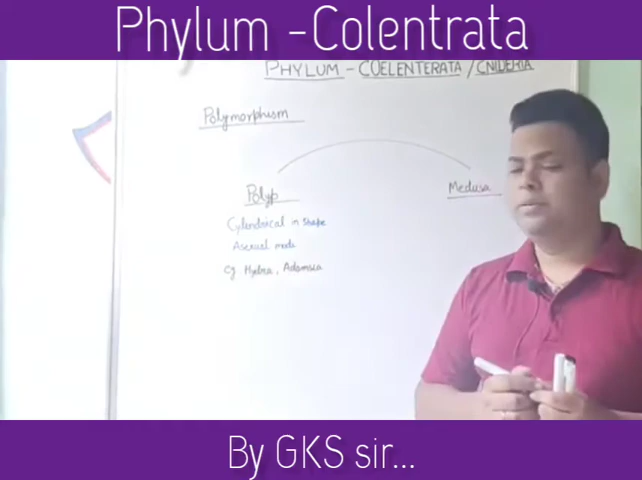 Phylum -Colentrata
PHYLUM - COELENTERATA / CNIDERIA
Polymorphism
Polyp
Medusa
Cylendrical in shape
Asexual mode
eg Hydra, Adamsia
By GKS sir...